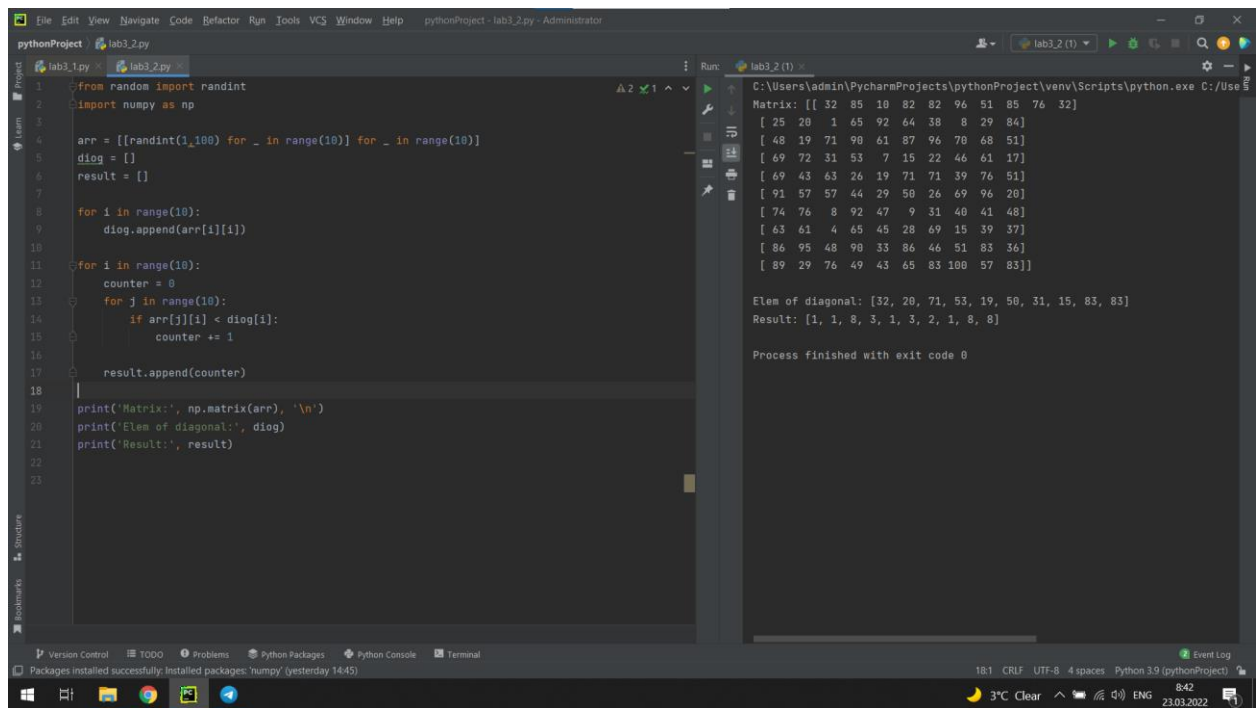 File Edit View Navigate Code Refactor Run Tools VCS Window Help pythonProject - lab3_2.py - Administrator
pythonProject lab3_2.py
lab3_2 (1)
lab3_1.py lab3_2.py
Run: lab3_2 (1)
Project
Learn
Structure
Bookmarks
2 1
1 from random import randint
2 import numpy as np
3
4 arr = [[randint(1,100) for _ in range(10)] for _ in range(10)]
5 diog = []
6 result = []
7
8 for i in range(10):
9 diog.append(arr[i][i])
10
11 for i in range(10):
12 counter = 0
13 for j in range(10):
14 if arr[j][i] < diog[i]:
15 counter += 1
16
17 result.append(counter)
18
19 print('Matrix:', np.matrix(arr), '\n')
20 print('Elem of diagonal:', diog)
21 print('Result:', result)
22
23
C:\Users\admin\PycharmProjects\pythonProject\venv\Scripts\python.exe C:/Use
Matrix: [[ 32 85 10 82 82 96 51 85 76 32]
[ 25 20 1 65 92 64 38 8 29 84]
[ 48 19 71 90 61 87 96 70 68 51]
[ 69 72 31 53 7 15 22 46 61 17]
[ 69 43 63 26 19 71 71 39 76 51]
[ 91 57 57 44 29 50 26 69 96 20]
[ 74 76 8 92 47 9 31 40 41 48]
[ 63 61 4 65 45 28 69 15 39 37]
[ 86 95 48 90 33 86 46 51 83 36]
[ 89 29 76 49 43 65 83 100 57 83]]
Elem of diagonal: [32, 20, 71, 53, 19, 50, 31, 15, 83, 83]
Result: [1, 1, 8, 3, 1, 3, 2, 1, 8, 8]
Process finished with exit code 0
Run
Version Control TODO Problems Python Packages Python Console Terminal
2 Event Log
Packages installed successfully: Installed packages: 'numpy' (yesterday 14:45)
18:1 CRLF UTF-8 4 spaces Python 3.9 (pythonProject)
PC
3°C Clear ENG
8:42
23.03.2022
1